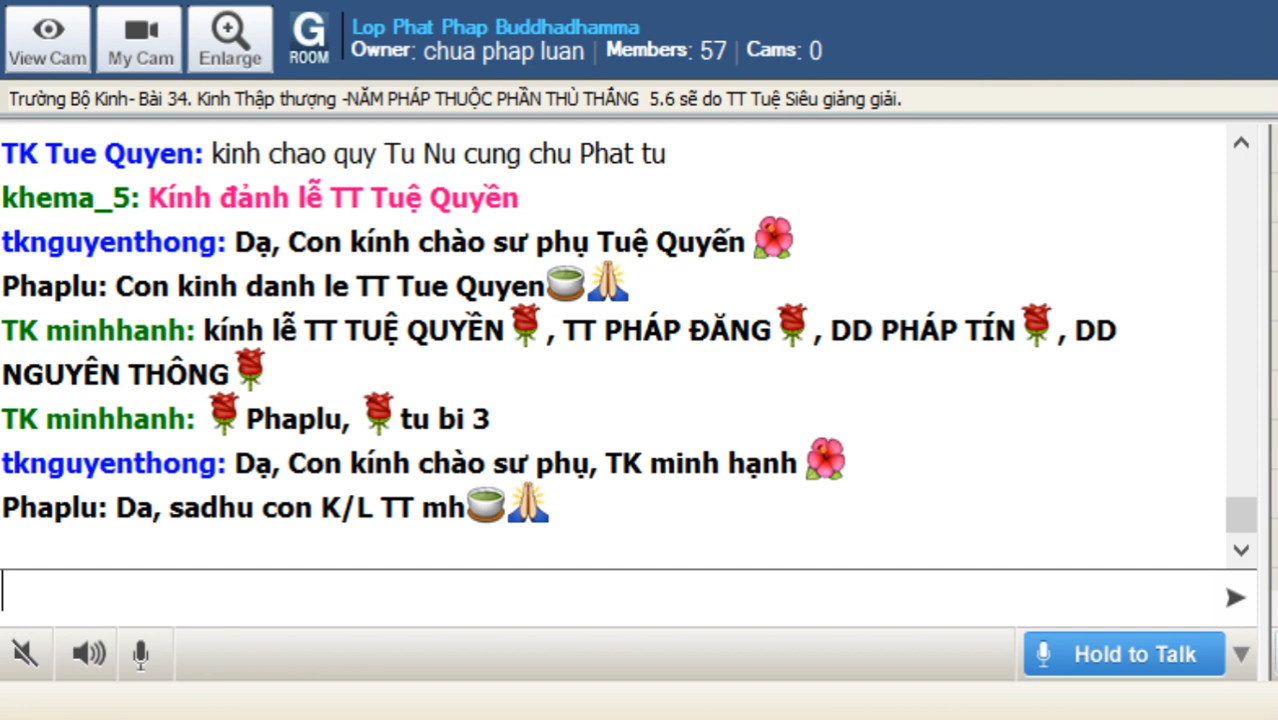 View Cam
My Cam
Enlarge
G
ROOM
Lop Phat Phap Buddhadhamma
Owner: chua phap luan | Members: 57 | Cams: 0
Trường Bộ Kinh- Bài 34. Kinh Thập thượng -NĂM PHÁP THUỘC PHẦN THÙ THẮNG 5.6 sẽ do TT Tuệ Siêu giảng giải.
TK Tue Quyen: kinh chao quy Tu Nu cung chu Phat tu
khema_5: Kính đảnh lễ TT Tuệ Quyền
tknguyenthong: Dạ, Con kính chào sư phụ Tuệ Quyến
Phaplu: Con kinh danh le TT Tue Quyen
TK minhhanh: kính lễ TT TUỆ QUYỀN, TT PHÁP ĐĂNG, DD PHÁP TÍN, DD
NGUYÊN THÔNG
TK minhhanh: Phaplu, tu bi 3
tknguyenthong: Dạ, Con kính chào sư phụ, TK minh hạnh
Phaplu: Da, sadhu con K/L TT mh
Hold to Talk